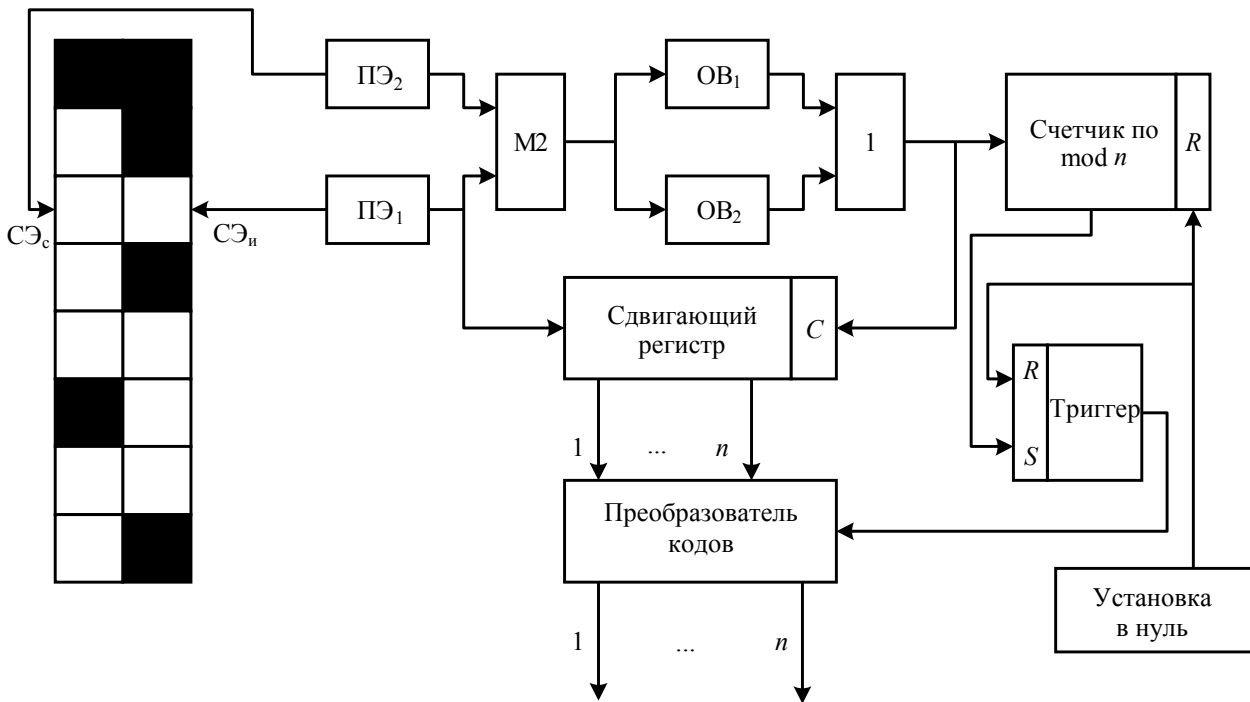 ПЭ2
ОВ1
М2
1
Счетчик по
mod n
R
ПЭ1
ОВ2
СЭс
СЭи
Сдвигающий
регистр
C
R
Триггер
S
1
...
n
Преобразователь
кодов
Установка
в нуль
1
...
n